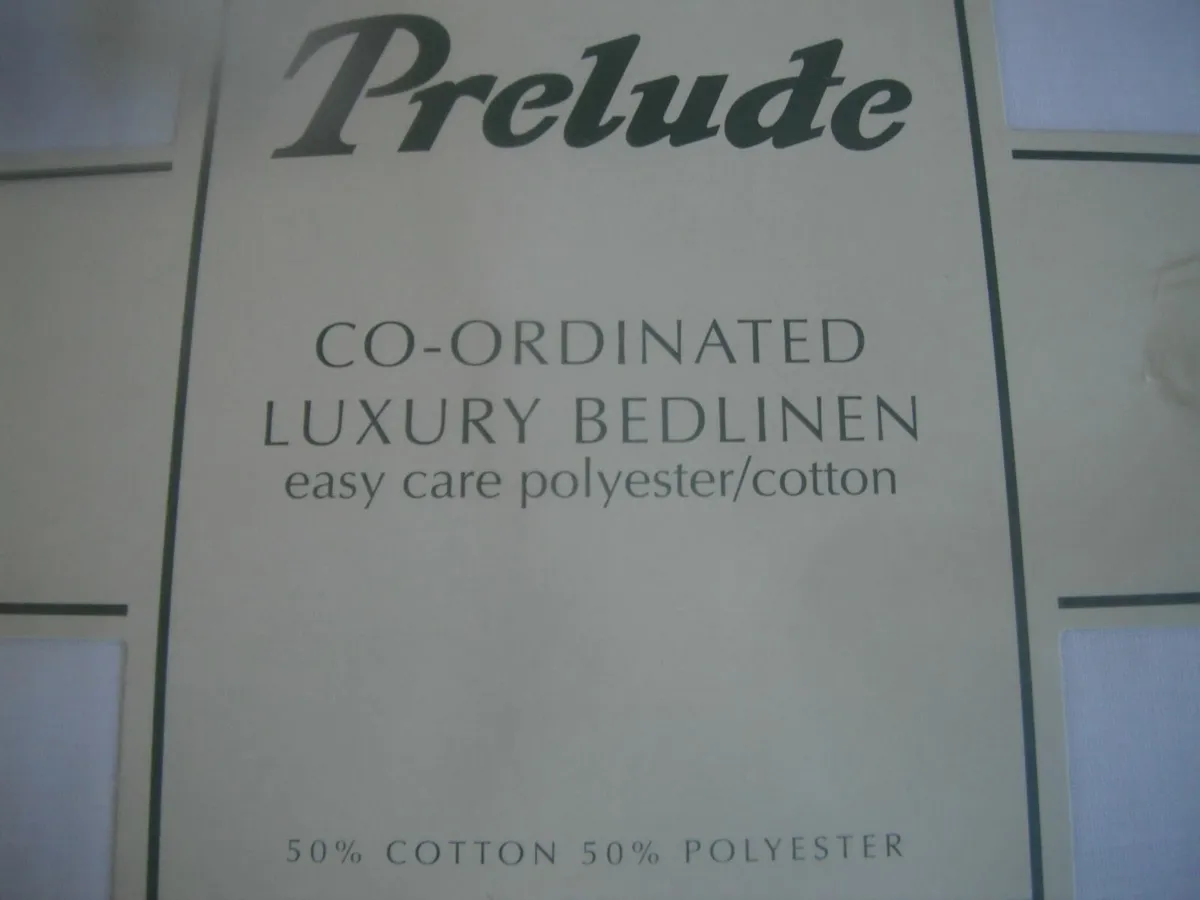 Prelude
CO-ORDINATED
LUXURY BEDLINEN
easy care polyester/cotton
50% COTTON 50% POLYESTER